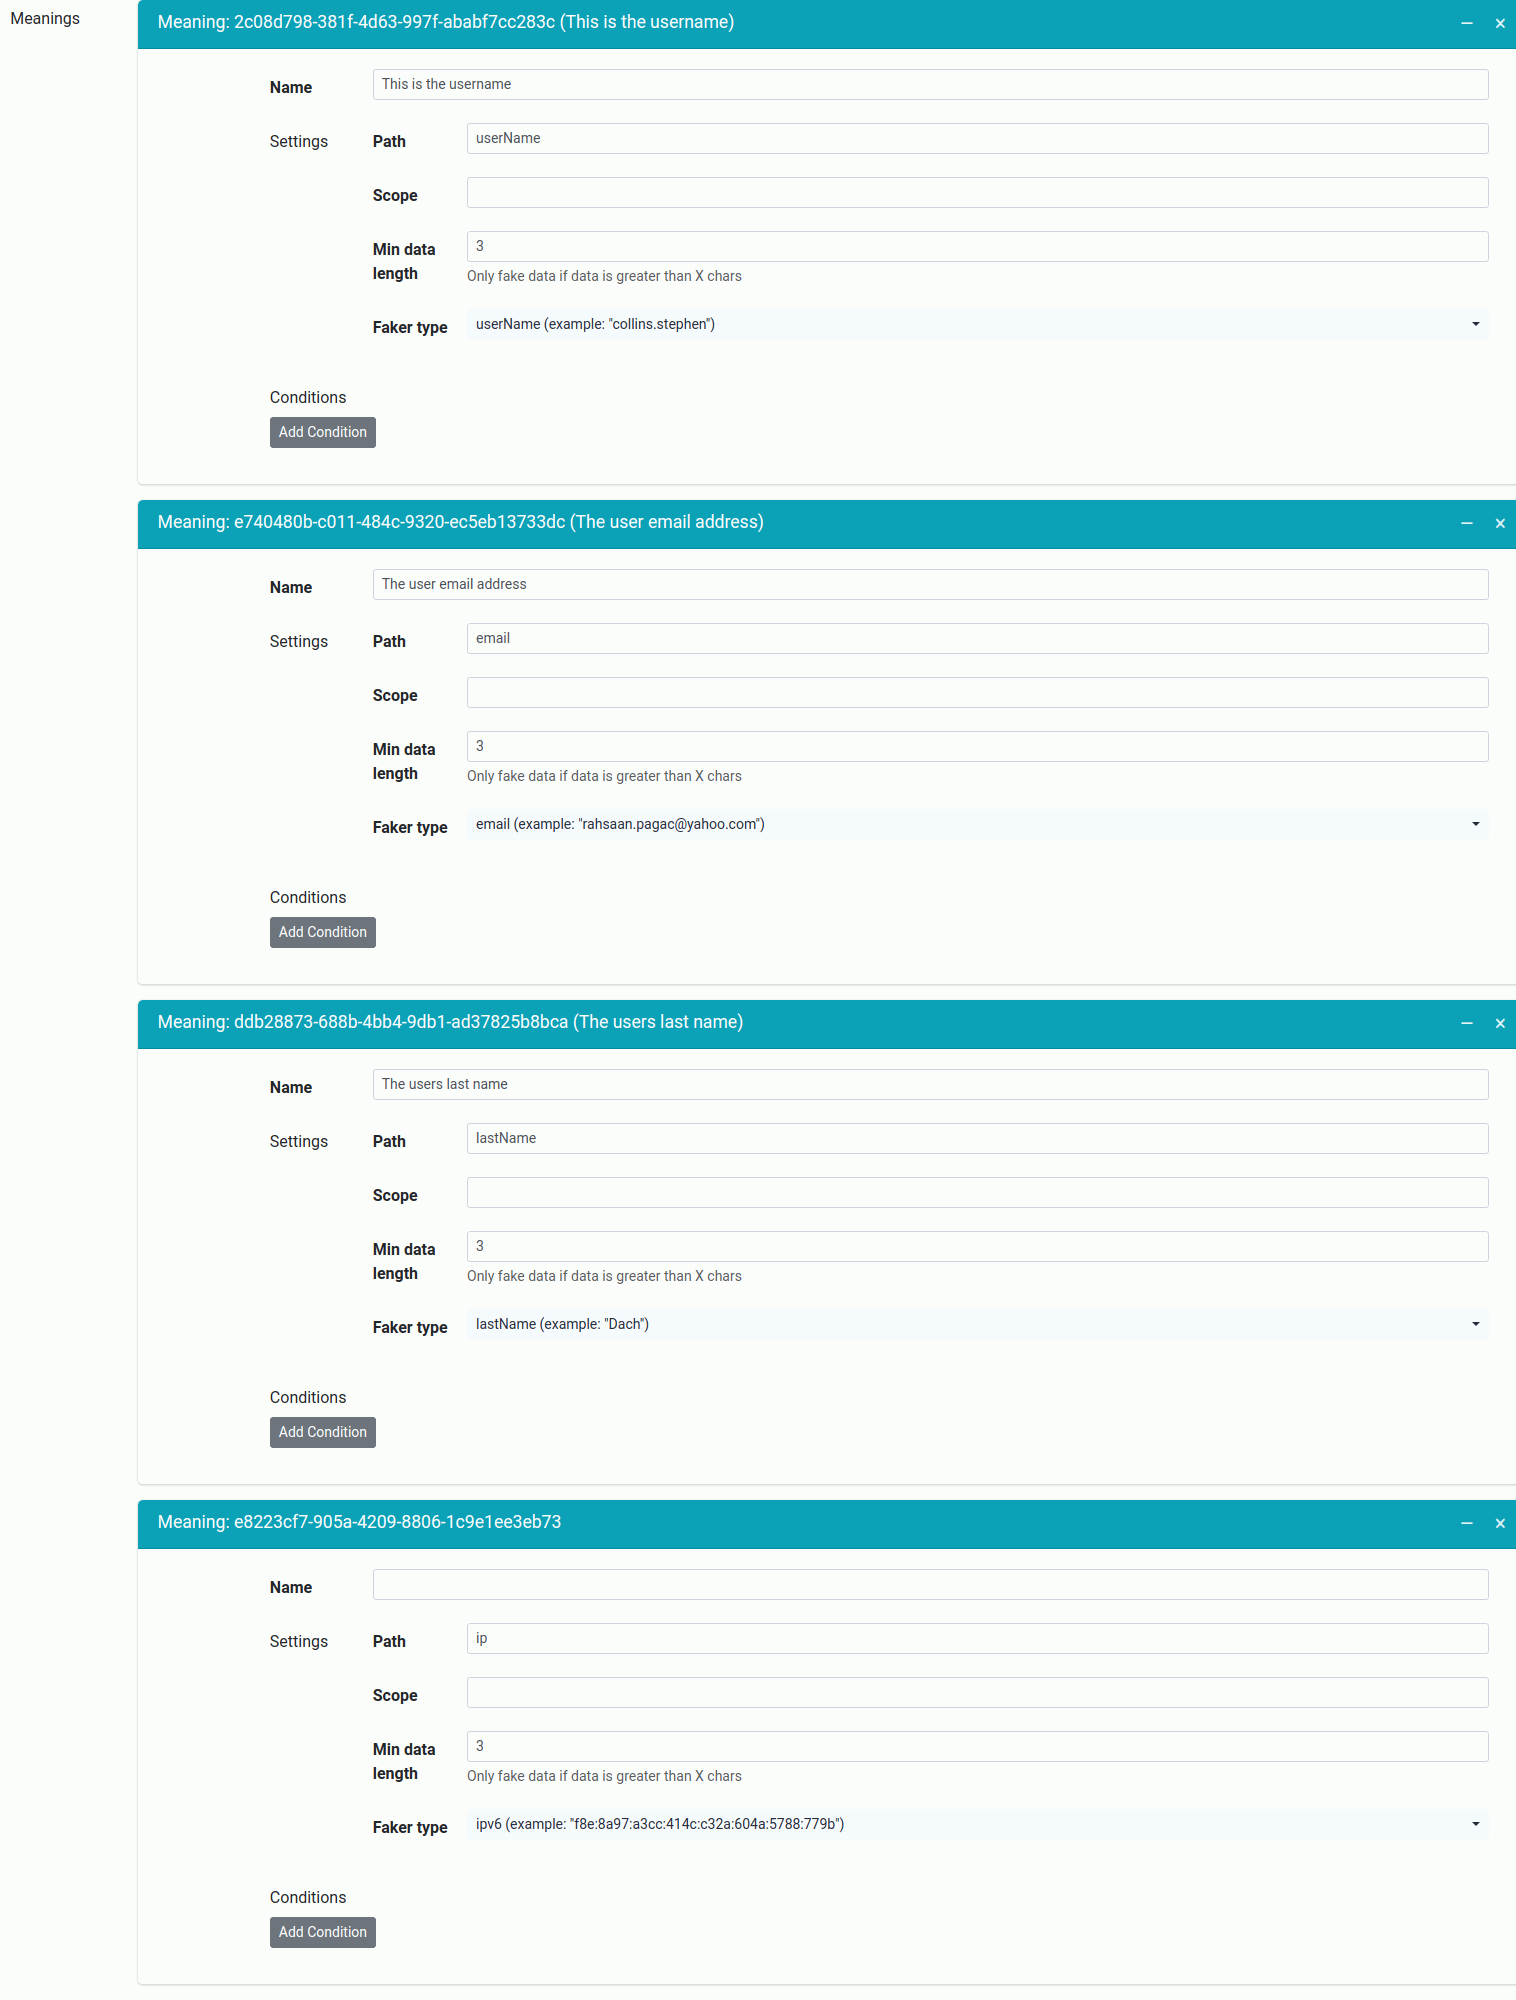 Meanings
Meaning: 2c08d798-381f-4d63-997f-ababf7cc283c (This is the username)
Name
This is the username
Settings
Path
userName
Scope
Min data length
3
Only fake data if data is greater than X chars
Faker type
userName (example: "collins.stephen")
Conditions
Add Condition
Meaning: e740480b-c011-484c-9320-ec5eb13733dc (The user email address)
Name
The user email address
Settings
Path
email
Scope
Min data length
3
Only fake data if data is greater than X chars
Faker type
email (example: "rahsaan.pagac@yahoo.com")
Conditions
Add Condition
Meaning: ddb28873-688b-4bb4-9db1-ad37825b8bca (The users last name)
Name
The users last name
Settings
Path
lastName
Scope
Min data length
3
Only fake data if data is greater than X chars
Faker type
lastName (example: "Dach")
Conditions
Add Condition
Meaning: e8223cf7-905a-4209-8806-1c9e1ee3eb73
Name
Settings
Path
ip
Scope
Min data length
3
Only fake data if data is greater than X chars
Faker type
ipv6 (example: "f8e:8a97:a3cc:414c:c32a:604a:5788:779b")
Conditions
Add Condition